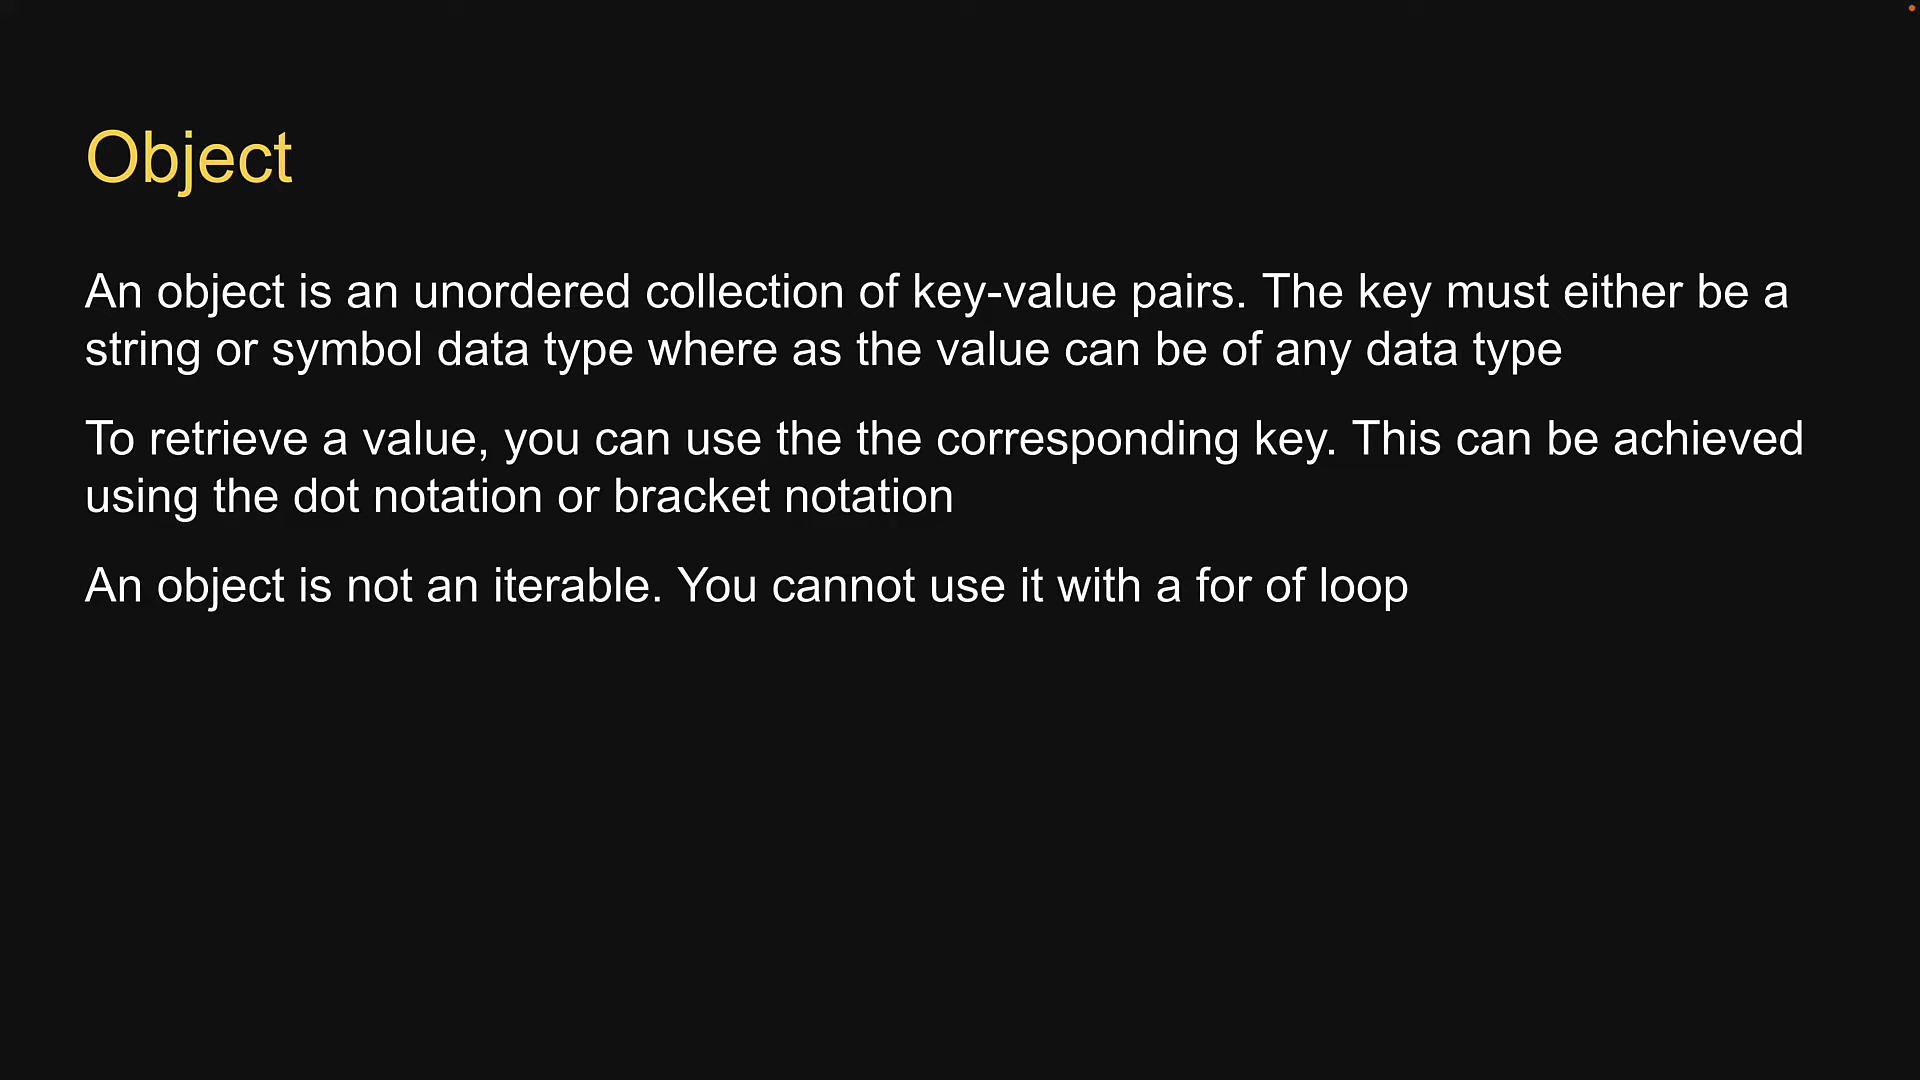 Object
An object is an unordered collection of key-value pairs. The key must either be a
string or symbol data type where as the value can be of any data type
To retrieve a value, you can use the the corresponding key. This can be achieved
using the dot notation or bracket notation
An object is not an iterable. You cannot use it with a for of loop